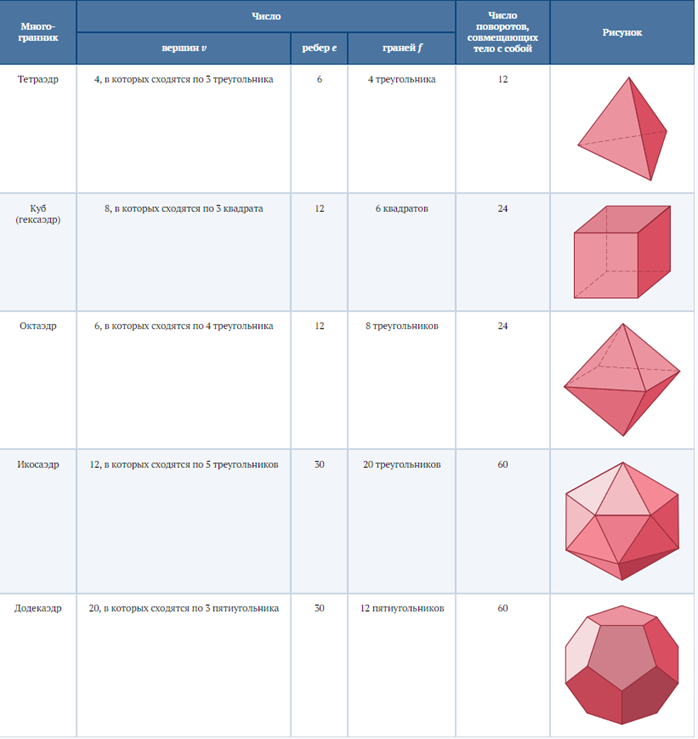 Много-
гранник
Число
вершин v
ребер e
граней f
Число
поворотов,
совмещающих
тело с собой
Рисунок
Тетраэдр
4, в которых сходятся по 3 треугольника
6
4 треугольника
12
Куб
(гексаэдр)
8, в которых сходятся по 3 квадрата
12
6 квадратов
24
Октаэдр
6, в которых сходятся по 4 треугольника
12
8 треугольников
24
Икосаэдр
12, в которых сходятся по 5 треугольников
30
20 треугольников
60
Додекаэдр
20, в которых сходятся по 3 пятиугольника
30
12 пятиугольников
60